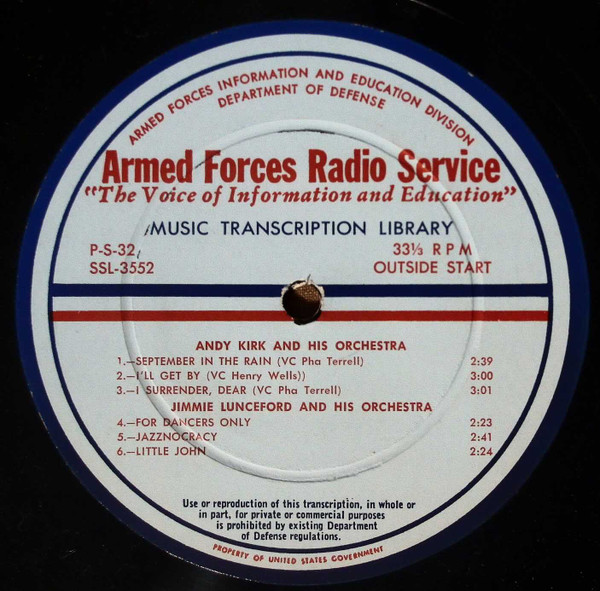 ARMED FORCES INFORMATION AND EDUCATION DIVISION
DEPARTMENT OF DEFENSE
Armed Forces Radio Service
"The Voice of Information and Education"
MUSIC TRANSCRIPTION LIBRARY
P-S-32 33⅓ RPM
SSL-3552 OUTSIDE START
ANDY KIRK AND HIS ORCHESTRA
1.—SEPTEMBER IN THE RAIN (VC Pha Terrell) 2:39
2.—I'LL GET BY (VC Henry Wells)) 3:00
3.—I SURRENDER, DEAR (VC Pha Terrell) 3:01
JIMMIE LUNCEFORD AND HIS ORCHESTRA
4.—FOR DANCERS ONLY 2:23
5.—JAZZNOCRACY 2:41
6.—LITTLE JOHN 2:24
Use or reproduction of this transcription, in whole or
in part, for private or commercial purposes
is prohibited by existing Department
of Defense regulations.
PROPERTY OF UNITED STATES GOVERNMENT